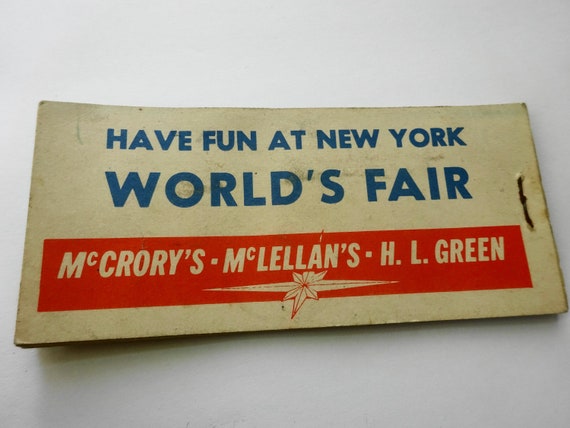 HAVE FUN AT NEW YORK
WORLD'S FAIR
McCRORY'S - McLELLAN'S - H. L. GREEN